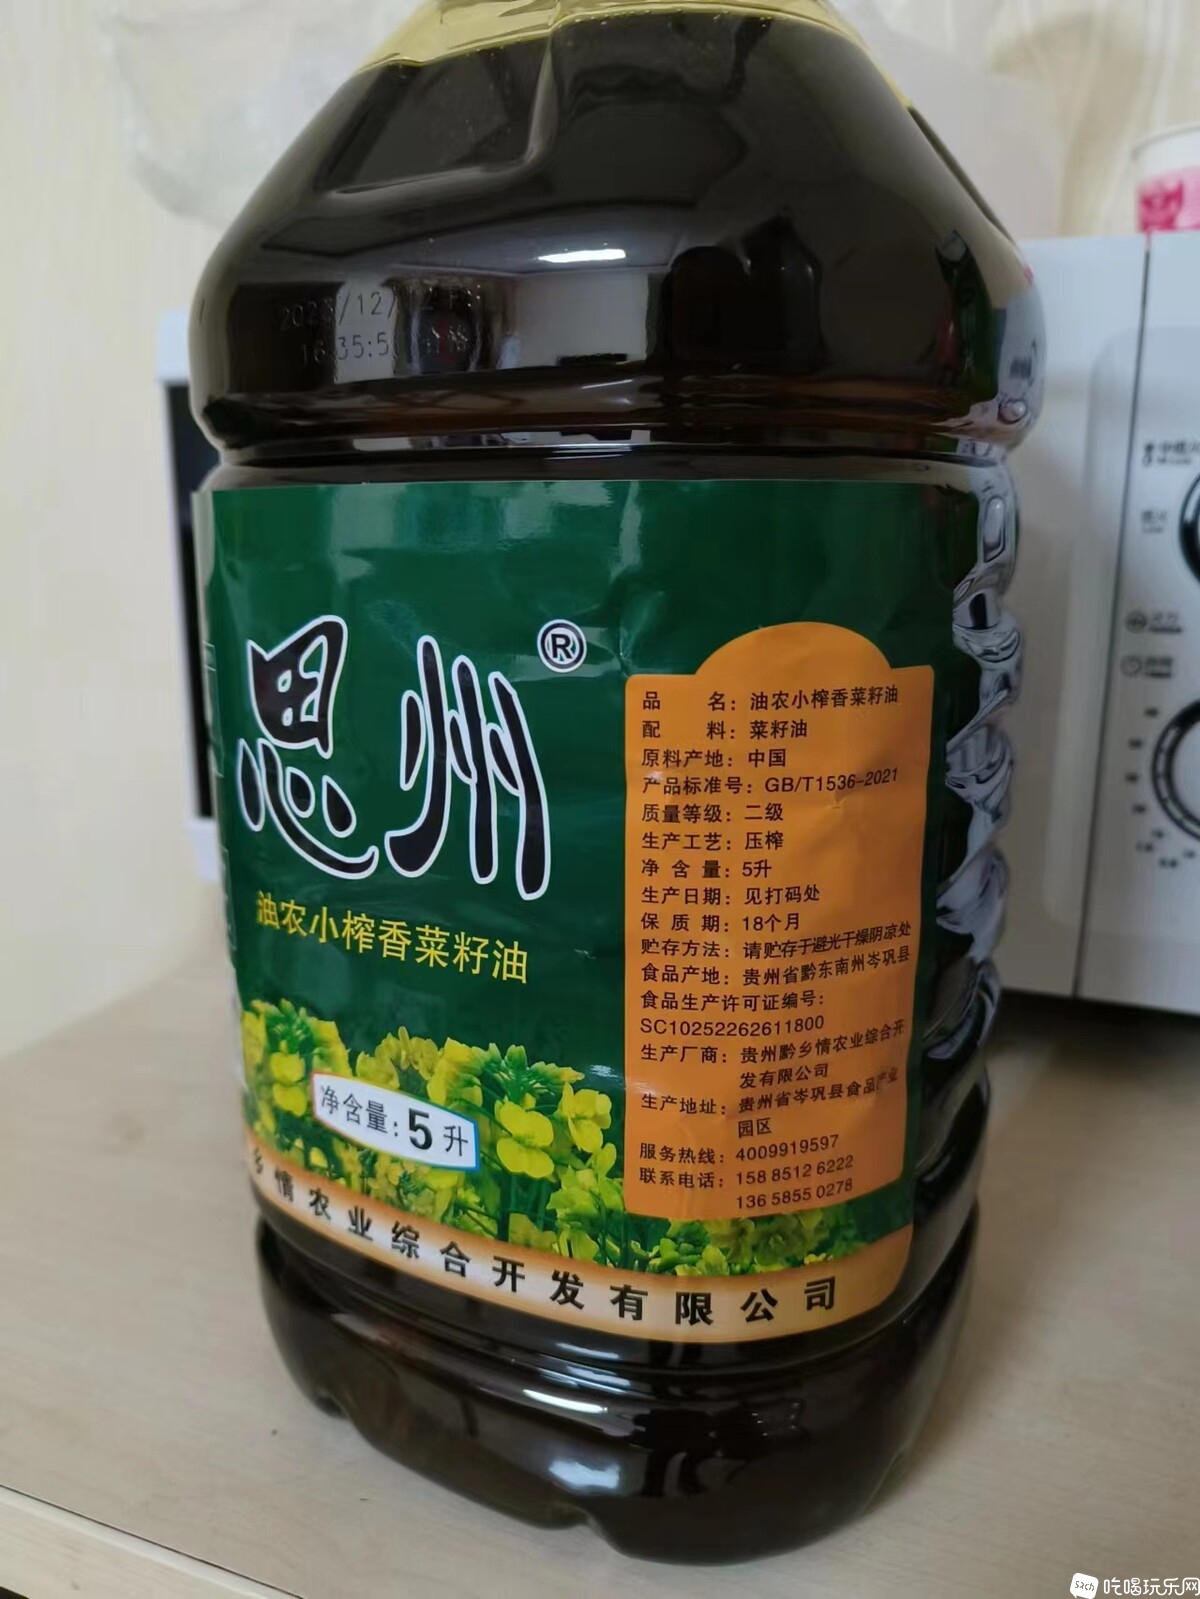 16:35:5
思州®
油农小榨香菜籽油
净含量:5升
乡情农业综合开发有限公司
品 名:油农小榨香菜籽油
配 料:菜籽油
原料产地:中国
产品标准号:GB/T1536-2021
质量等级:二级
生产工艺:压榨
净含量:5升
生产日期:见打码处
保质期:18个月
贮存方法:请贮存于避光干燥阴凉处
食品产地:贵州省黔东南州岑巩县
食品生产许可证编号:
SC10252262611800
生产厂商:贵州黔乡情农业综合开
发有限公司
生产地址:贵州省岑巩县食品产业
园区
服务热线:4009919597
联系电话:158 8512 6222
136 5855 0278
吃喝玩乐网